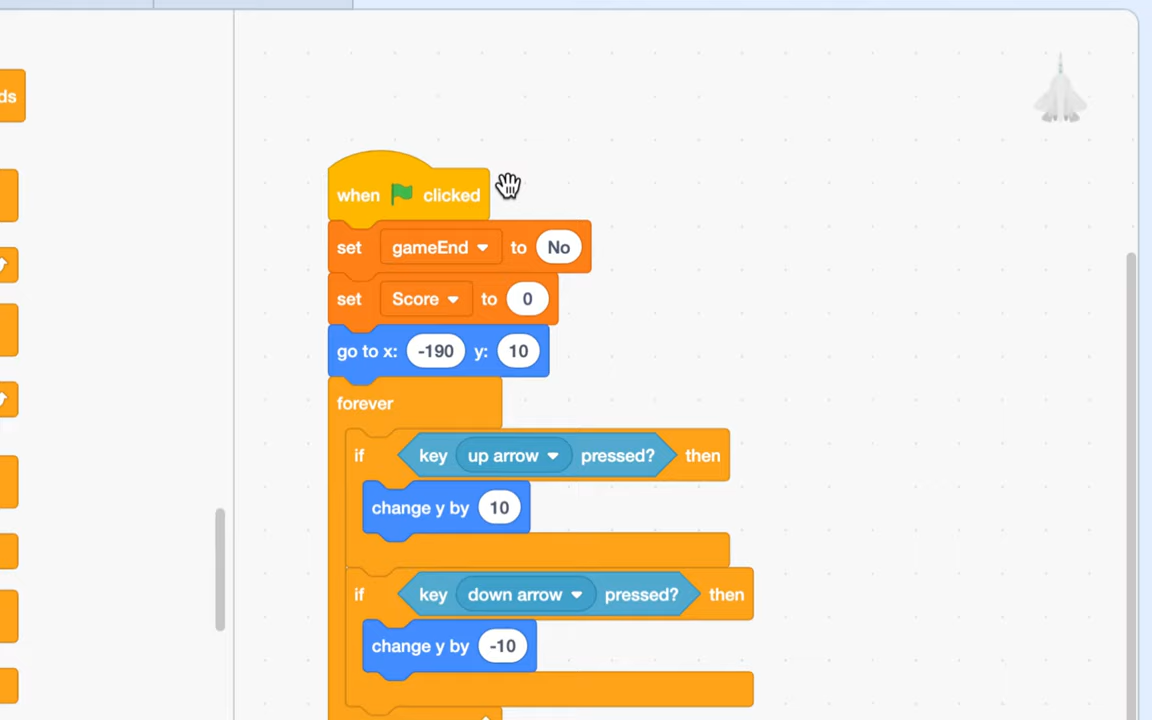 ds
when clicked
set gameEnd to No
set Score to 0
go to x: -190 y: 10
forever
if key up arrow pressed? then
change y by 10
if key down arrow pressed? then
change y by -10